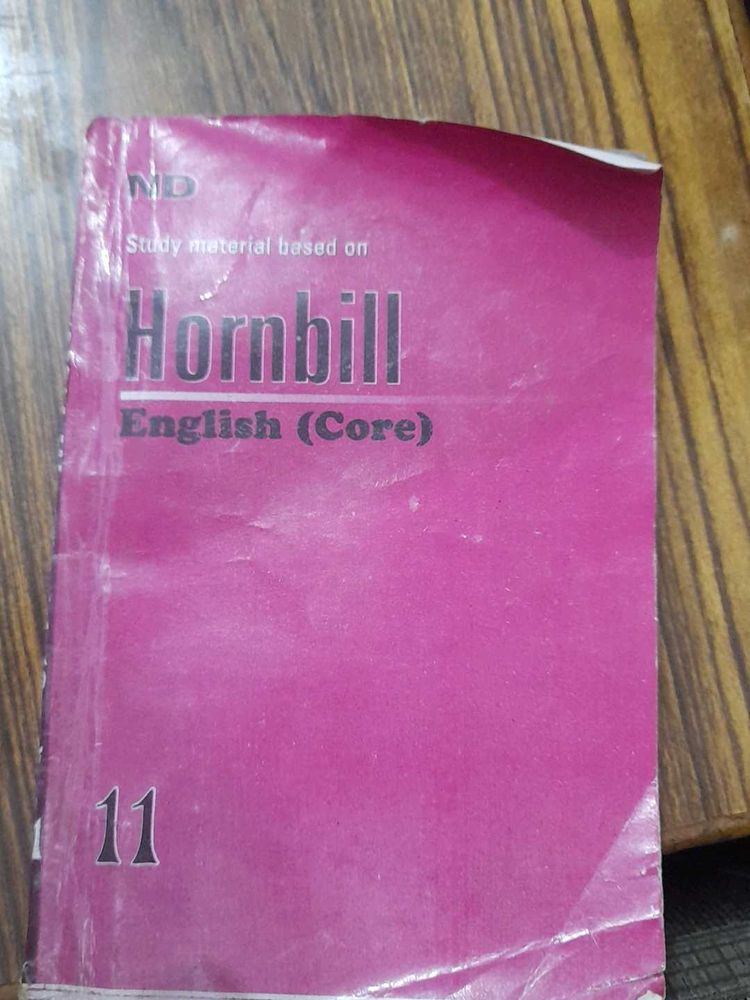 ND
Study material based on
Hornbill
English (Core)
11